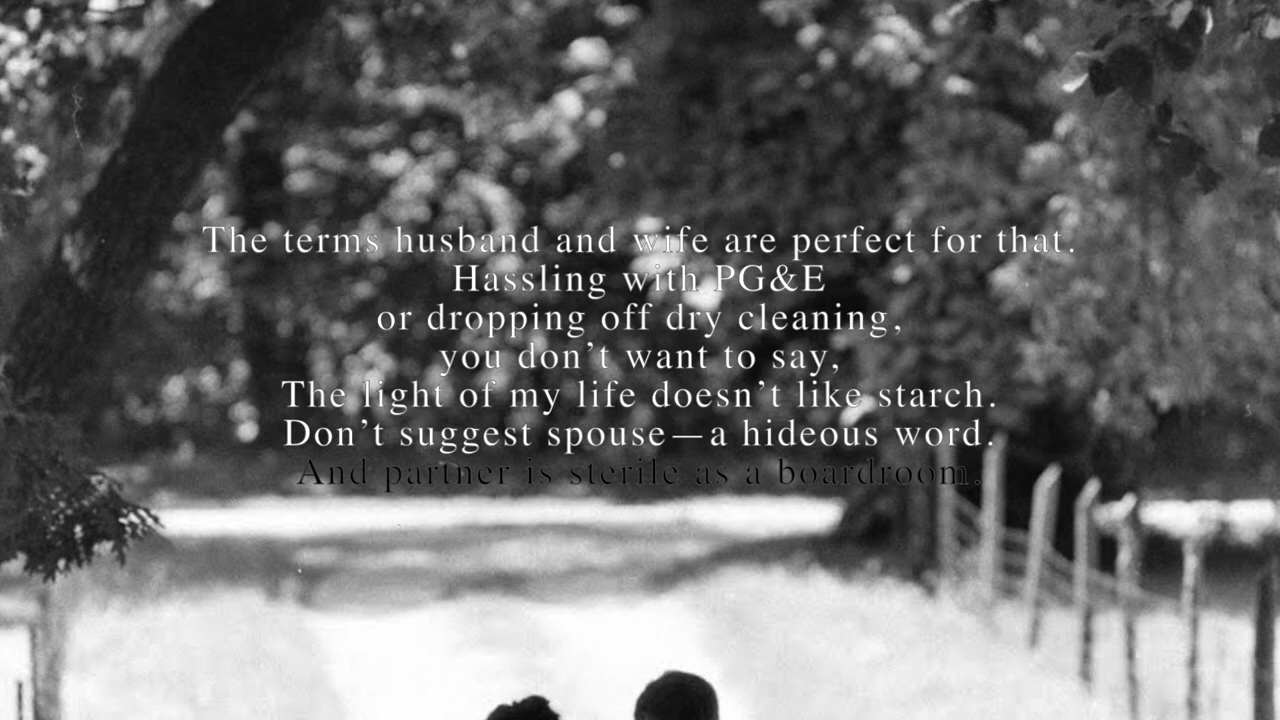 The terms husband and wife are perfect for that.
Hassling with PG&E
or dropping off dry cleaning,
you don’t want to say,
The light of my life doesn’t like starch.
Don’t suggest spouse—a hideous word.
And partner is sterile as a boardroom.